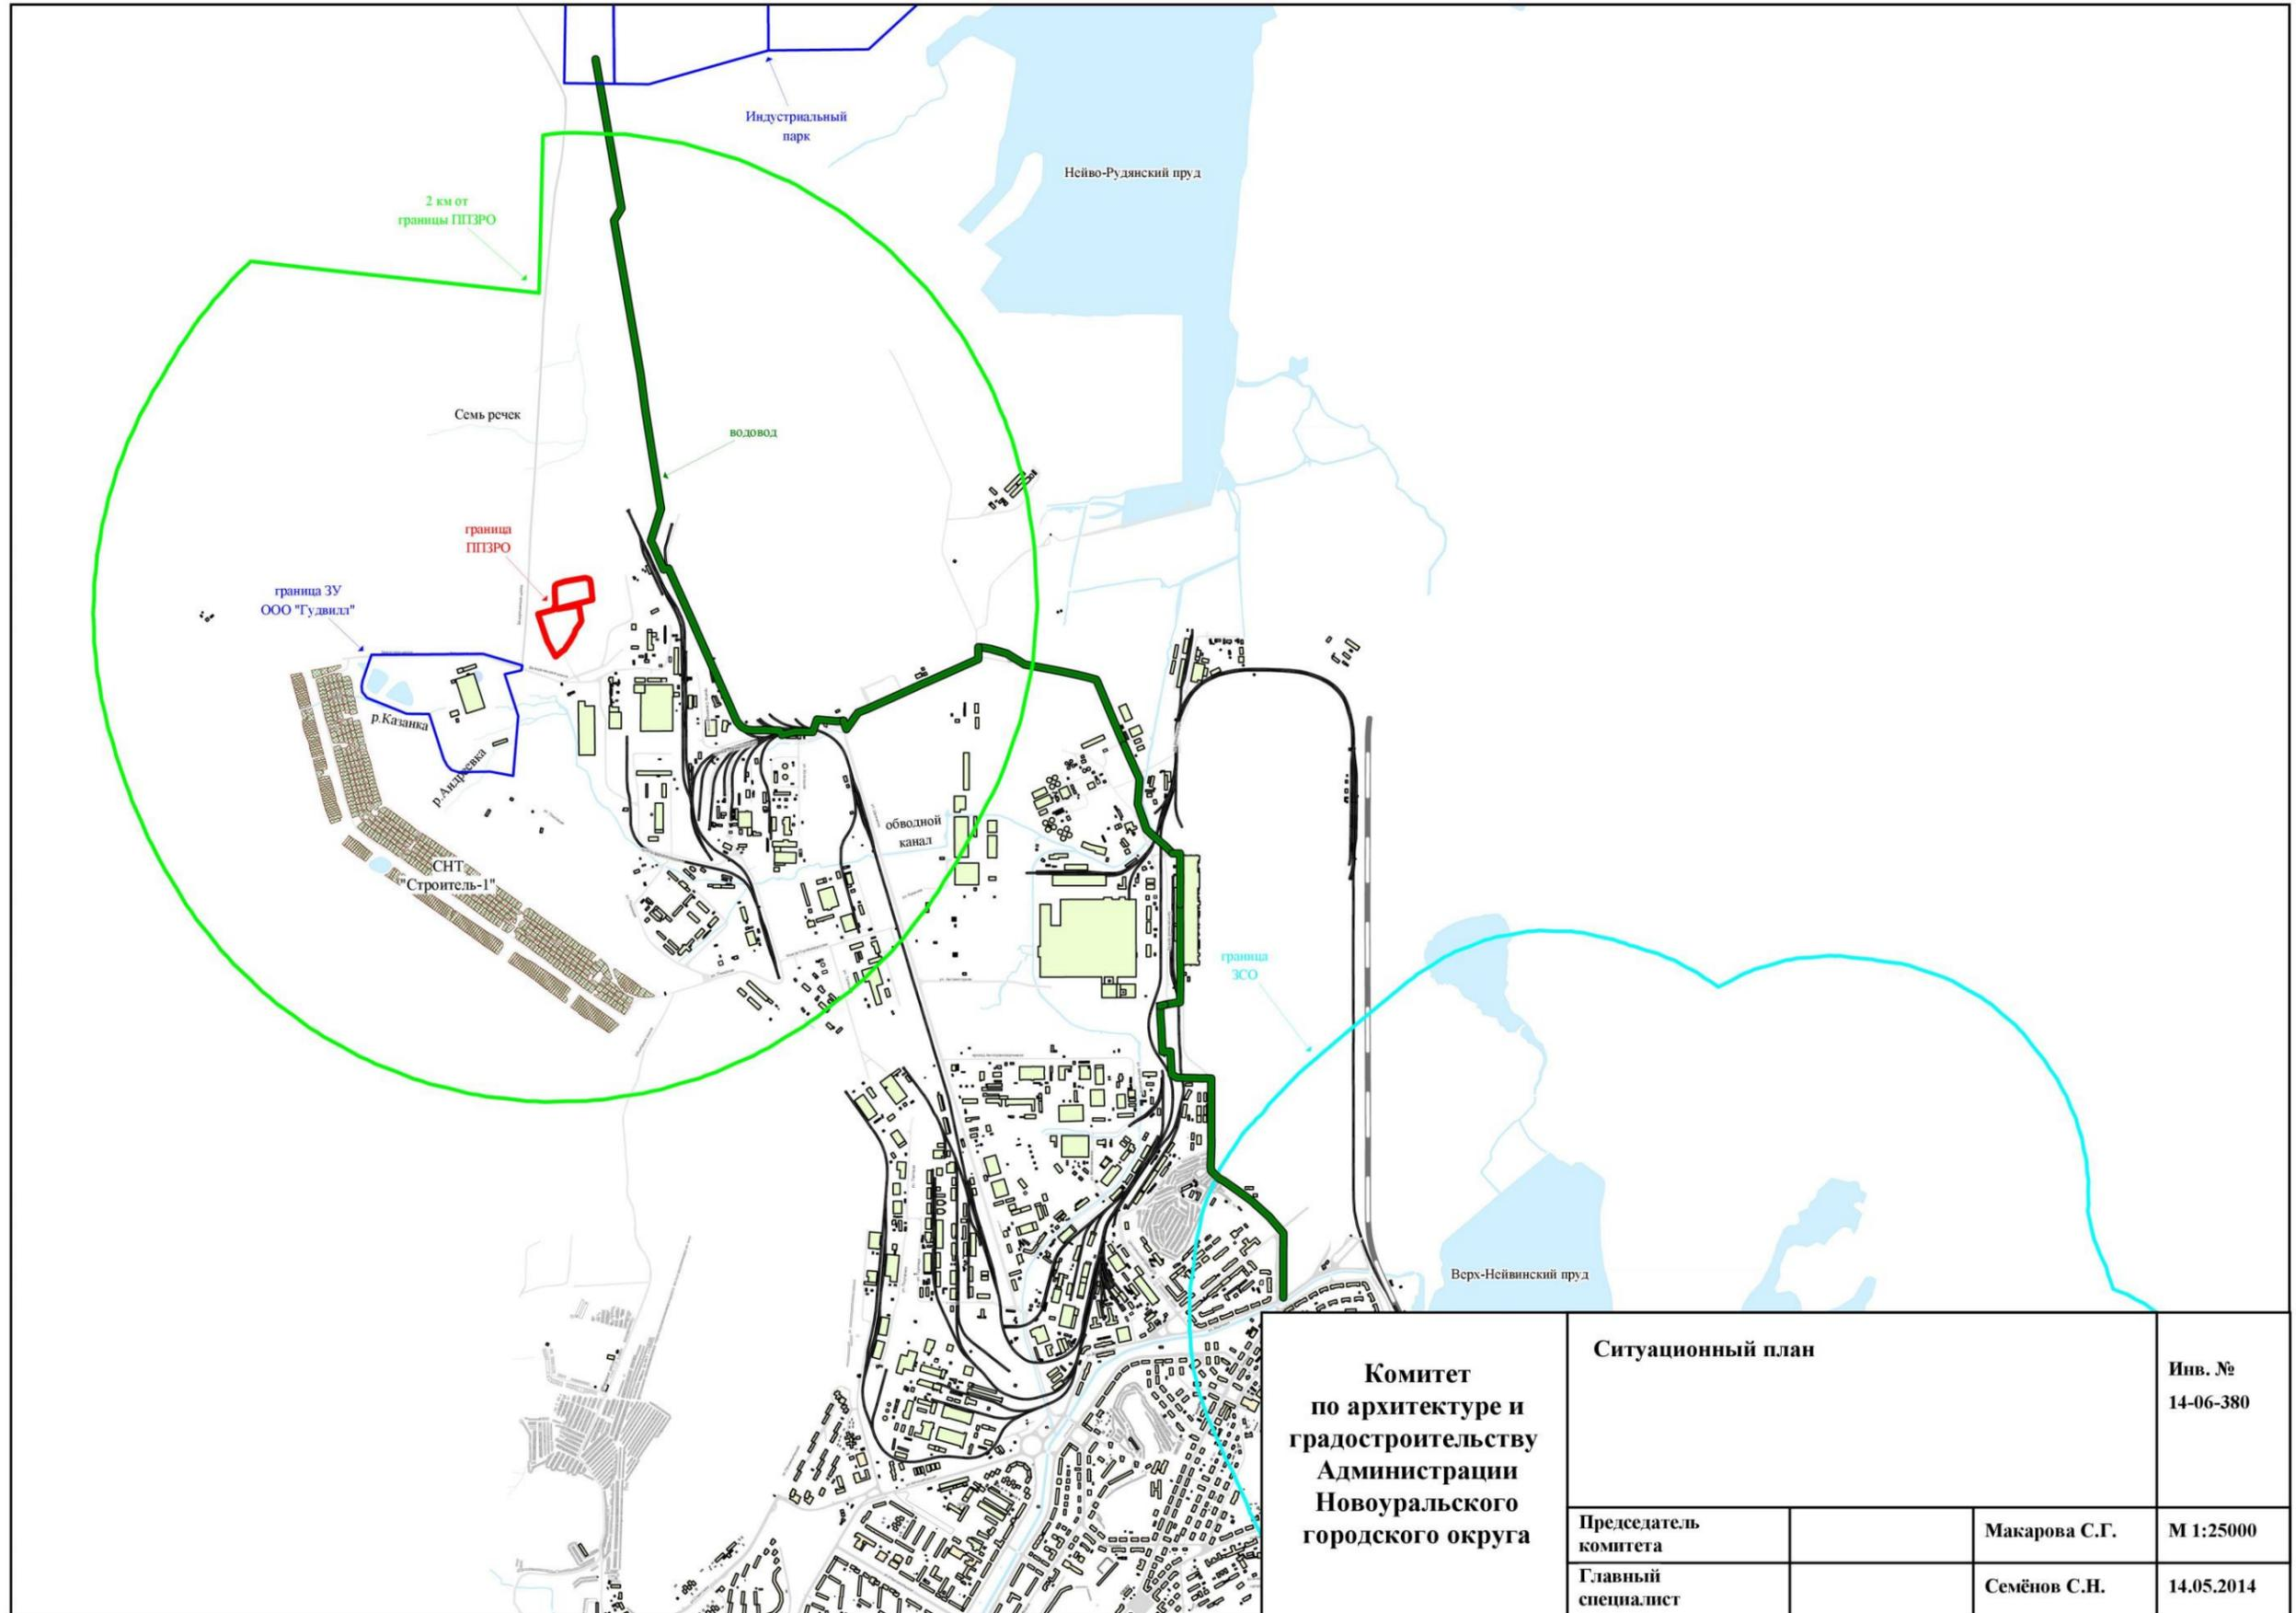 Индустриальный
парк
Нейво-Рудянский пруд
2 км от
границы ППЗРО
Семь речек
водовод
граница
ППЗРО
граница ЗУ
ООО "Гудвилл"
р.Казанка
р.Андреевка
обводной
канал
СНТ
"Строитель-1"
граница
ЗСО
Верх-Нейвинский пруд
Комитет
по архитектуре и
градостроительству
Администрации
Новоуральского
городского округа
Ситуационный план
Инв. №
14-06-380
Председатель
комитета
Макарова С.Г.
М 1:25000
Главный
специалист
Семёнов С.Н.
14.05.2014